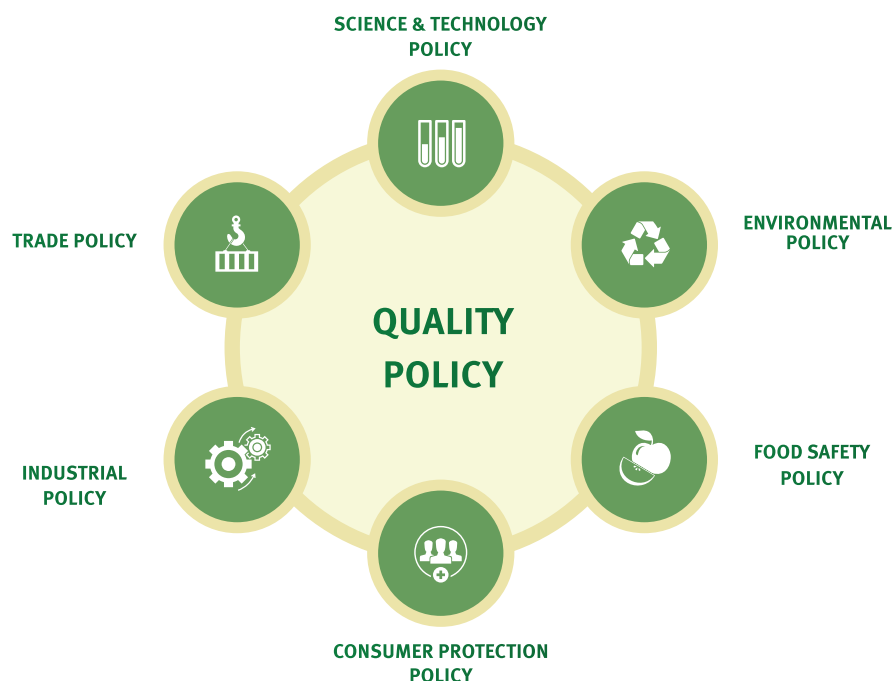 SCIENCE & TECHNOLOGY
POLICY
ENVIRONMENTAL
POLICY
TRADE POLICY
QUALITY
POLICY
FOOD SAFETY
POLICY
INDUSTRIAL
POLICY
CONSUMER PROTECTION
POLICY